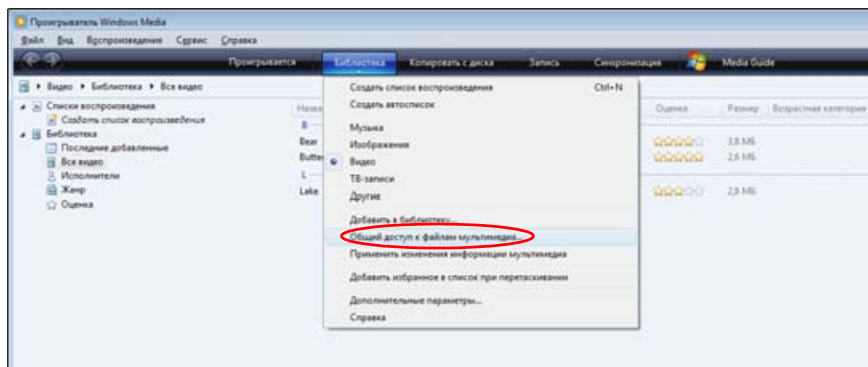 Проигрыватель Windows Media
Файл Вид Воспроизведение Сервис Справка
Проигрывается Библиотека Копировать с диска Запись Синхронизация Media Guide
Видео Библиотека Все видео
Списки воспроизведения
Создать список воспроизведения
Библиотека
Последние добавленные
Все видео
Исполнители
Жанр
Оценка
Назва Оценка Размер Возрастная категория
B
Bear 3,8 МБ
Butte 2,6 МБ
L
Lake 2,8 МБ
Создать список воспроизведения Ctrl+N
Создать автосписок
Музыка
Изображения
Видео
ТВ-записи
Другие
Добавить в библиотеку...
Общий доступ к файлам мультимедиа...
Применить изменения информации мультимедиа
Добавить избранное в список при перетаскивании
Дополнительные параметры...
Справка